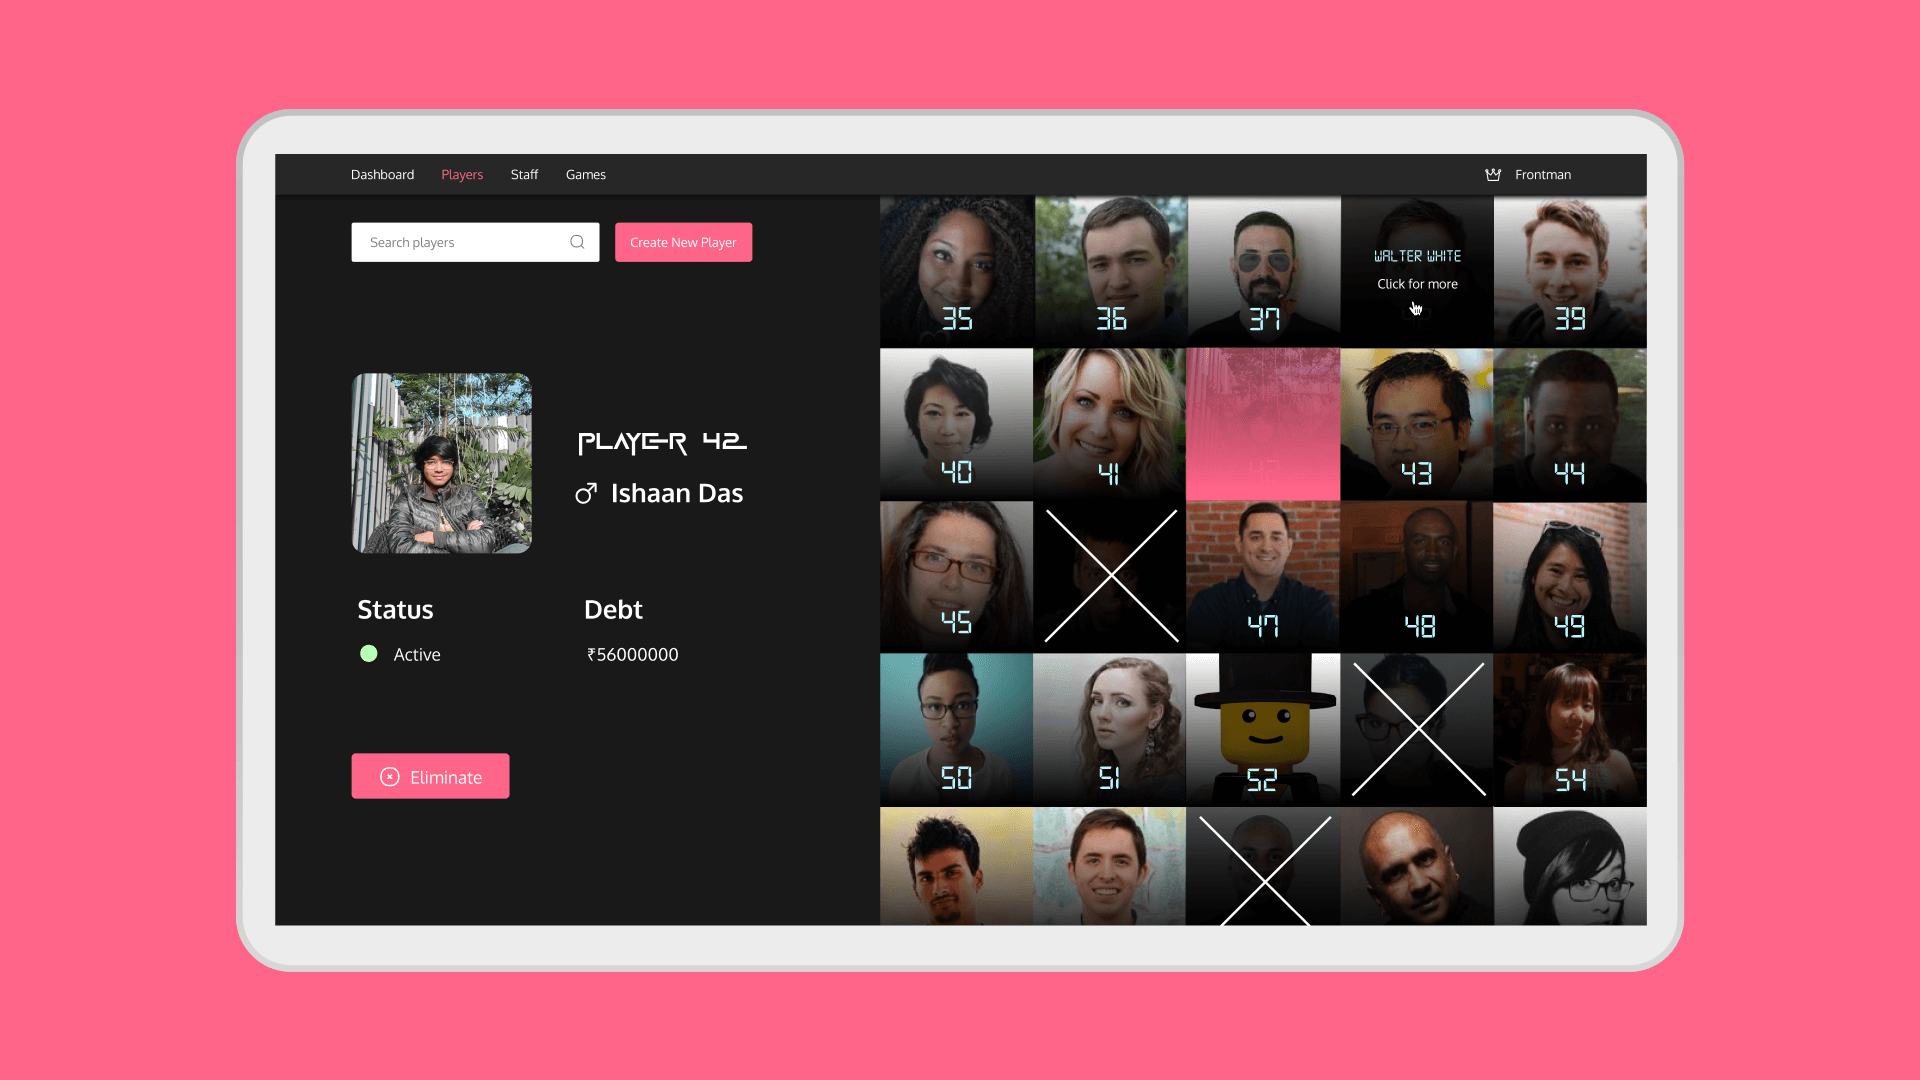 Dashboard Players Staff Games Frontman
Search players
Create New Player
PLAYER 42
Ishaan Das
Status
Active
Debt
₹56000000
Eliminate
35 36 37
WALTER WHITE
Click for more
39
40 41 42 43 44
45 47 48 49
50 51 52 54